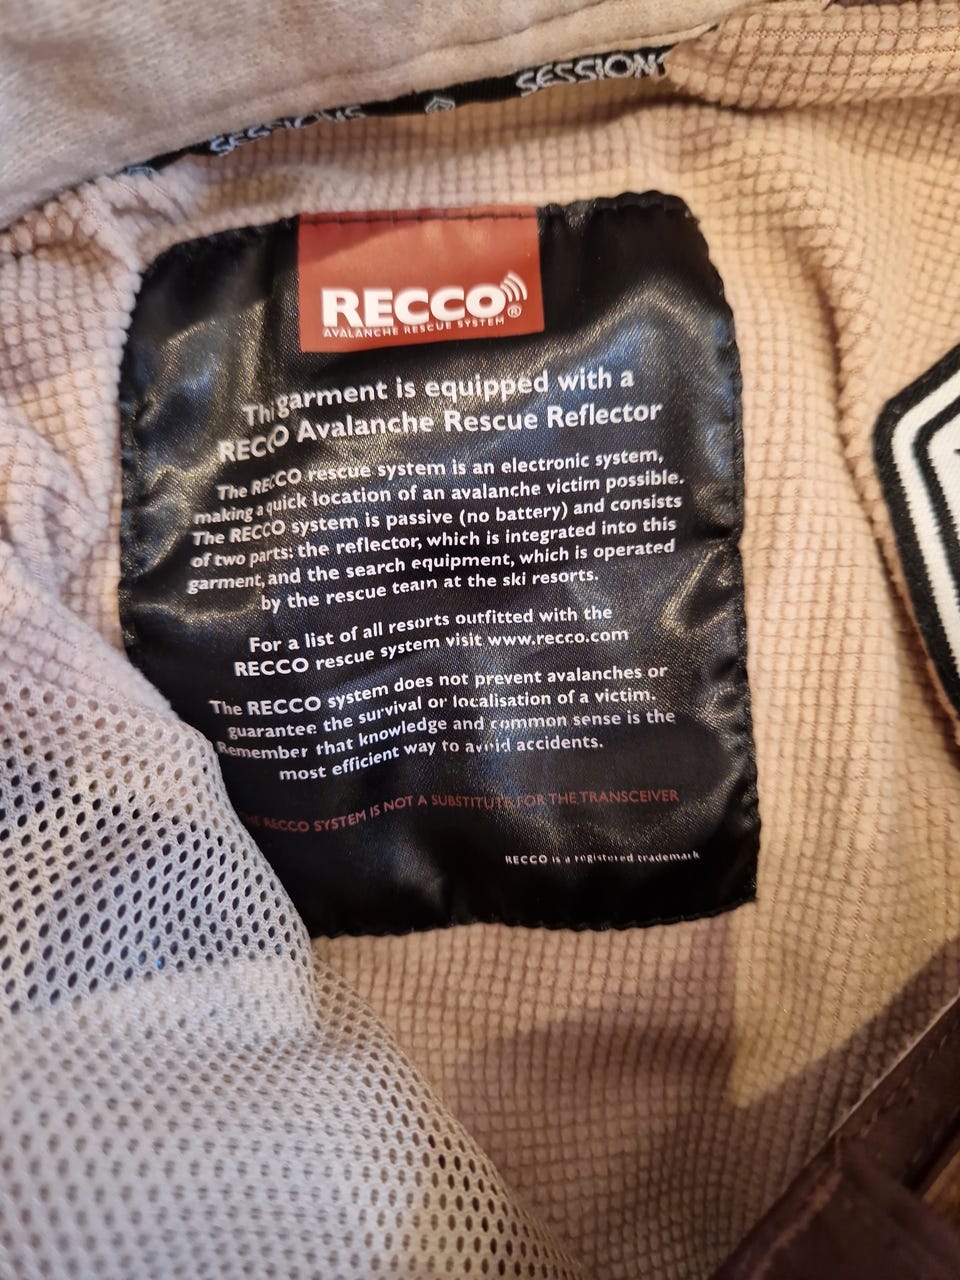 SESSIONS
SESSIONS
RECCO®
AVALANCHE RESCUE SYSTEM
This garment is equipped with a
RECCO Avalanche Rescue Reflector
The RECCO rescue system is an electronic system,
making a quick location of an avalanche victim possible.
The RECCO system is passive (no battery) and consists
of two parts: the reflector, which is integrated into this
garment, and the search equipment, which is operated
by the rescue team at the ski resorts.
For a list of all resorts outfitted with the
RECCO rescue system visit www.recco.com
The RECCO system does not prevent avalanches or
guarantee the survival or localisation of a victim.
Remember that knowledge and common sense is the
most efficient way to avoid accidents.
THE RECCO SYSTEM IS NOT A SUBSTITUTE FOR THE TRANSCEIVER
RECCO is a registered trademark